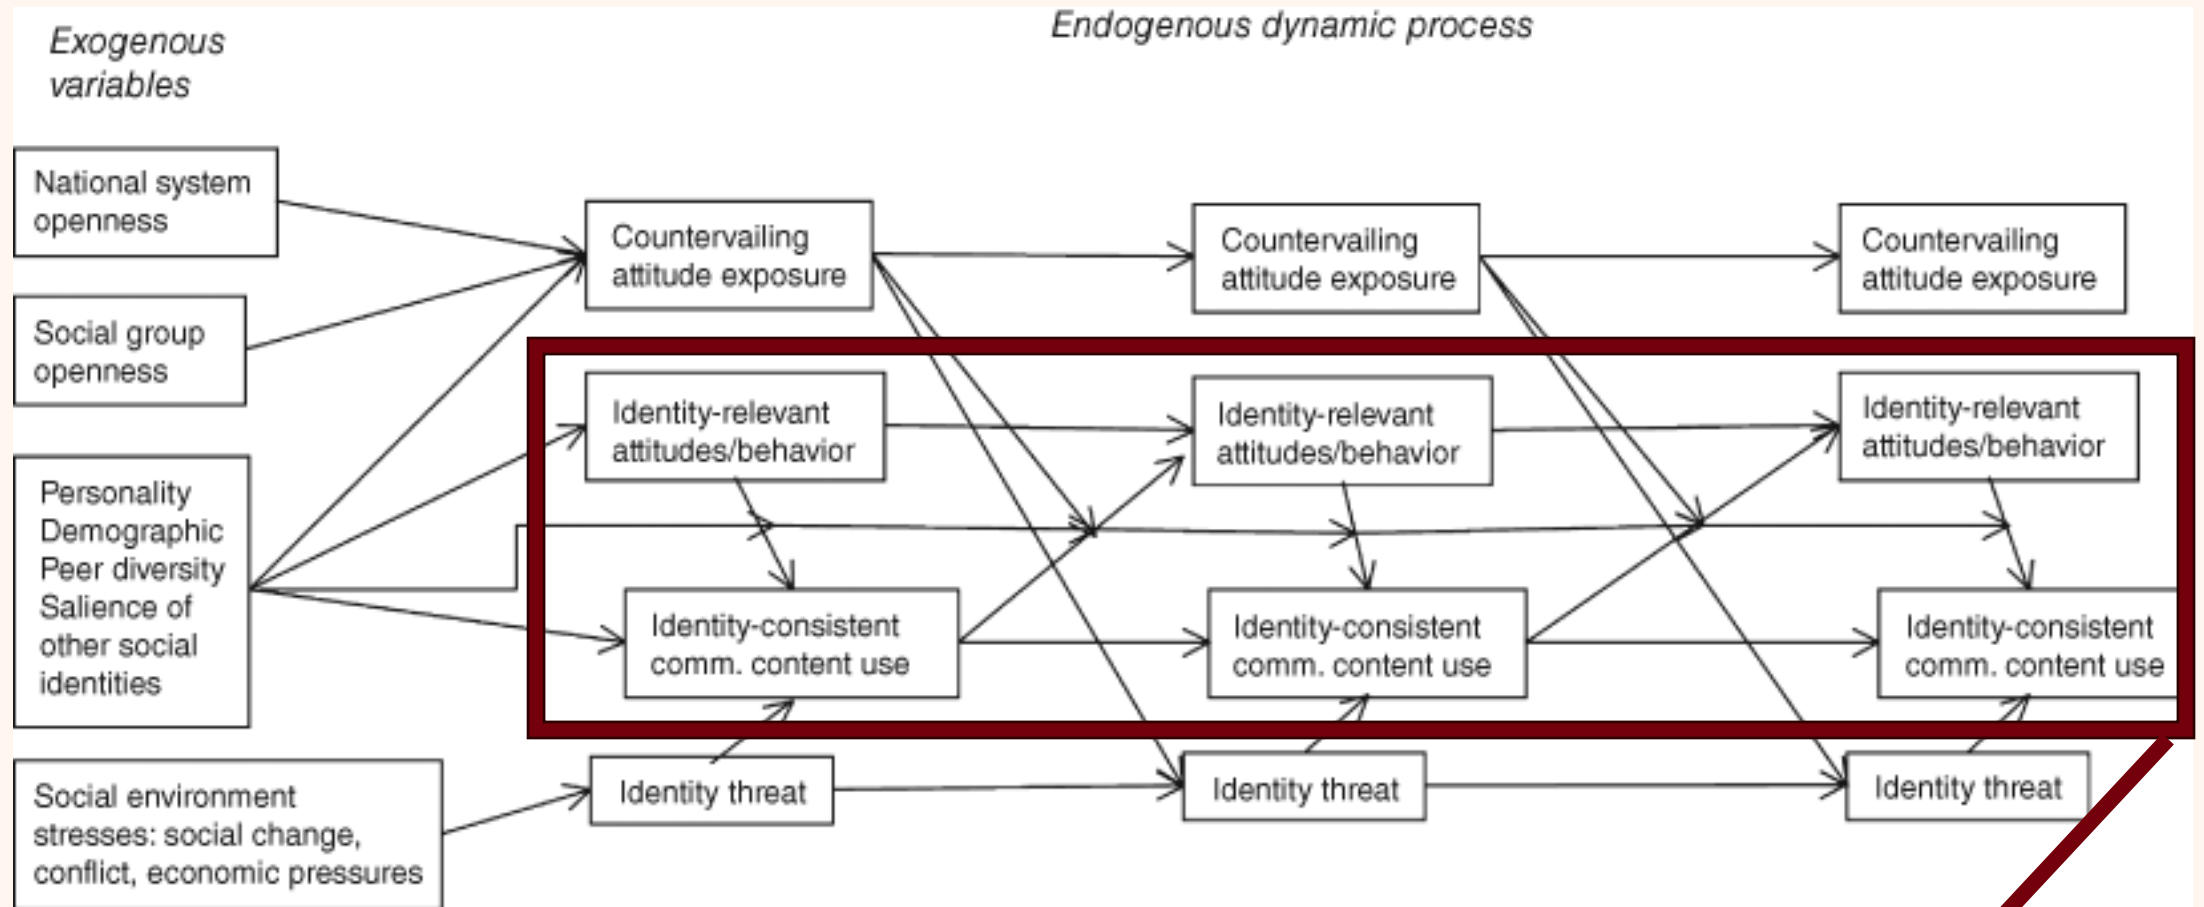 Exogenous
variables
Endogenous dynamic process
National system
openness
Social group
openness
Personality
Demographic
Peer diversity
Salience of
other social
identities
Social environment
stresses: social change,
conflict, economic pressures
Countervailing
attitude exposure
Identity-relevant
attitudes/behavior
Identity-consistent
comm. content use
Identity threat
Countervailing
attitude exposure
Identity-relevant
attitudes/behavior
Identity-consistent
comm. content use
Identity threat
Countervailing
attitude exposure
Identity-relevant
attitudes/behavior
Identity-consistent
comm. content use
Identity threat